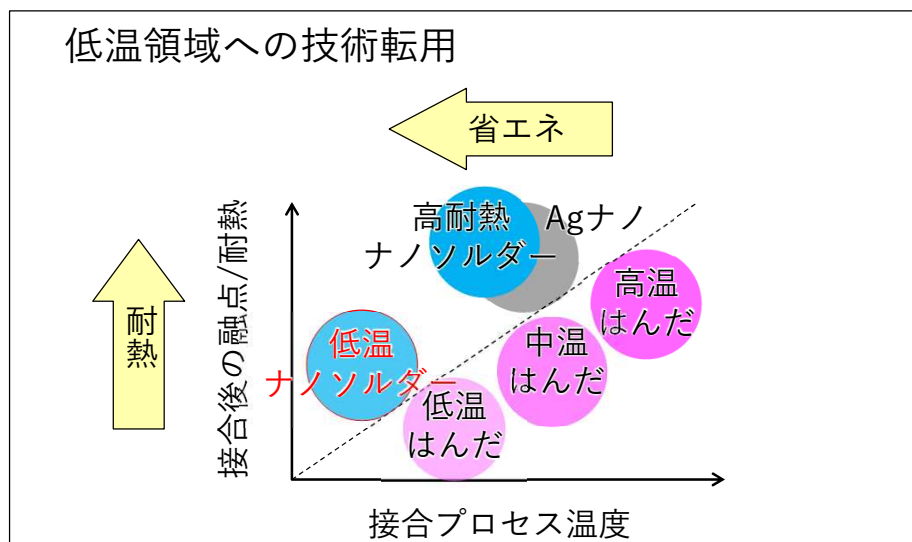 低温領域への技術転用
省エネ
高耐熱
ナノソルダー
Agナノ
高温
はんだ
中温
はんだ
低温
ナノソルダー
低温
はんだ
耐熱
接合後の融点/耐熱
接合プロセス温度